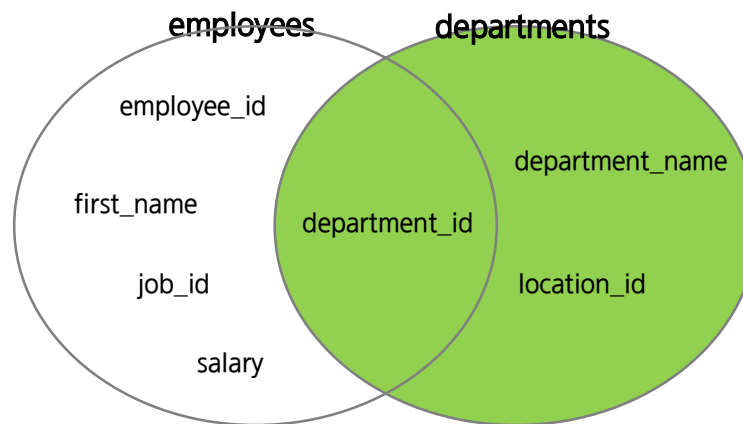 employees
departments
employee_id
department_name
first_name
department_id
job_id
location_id
salary